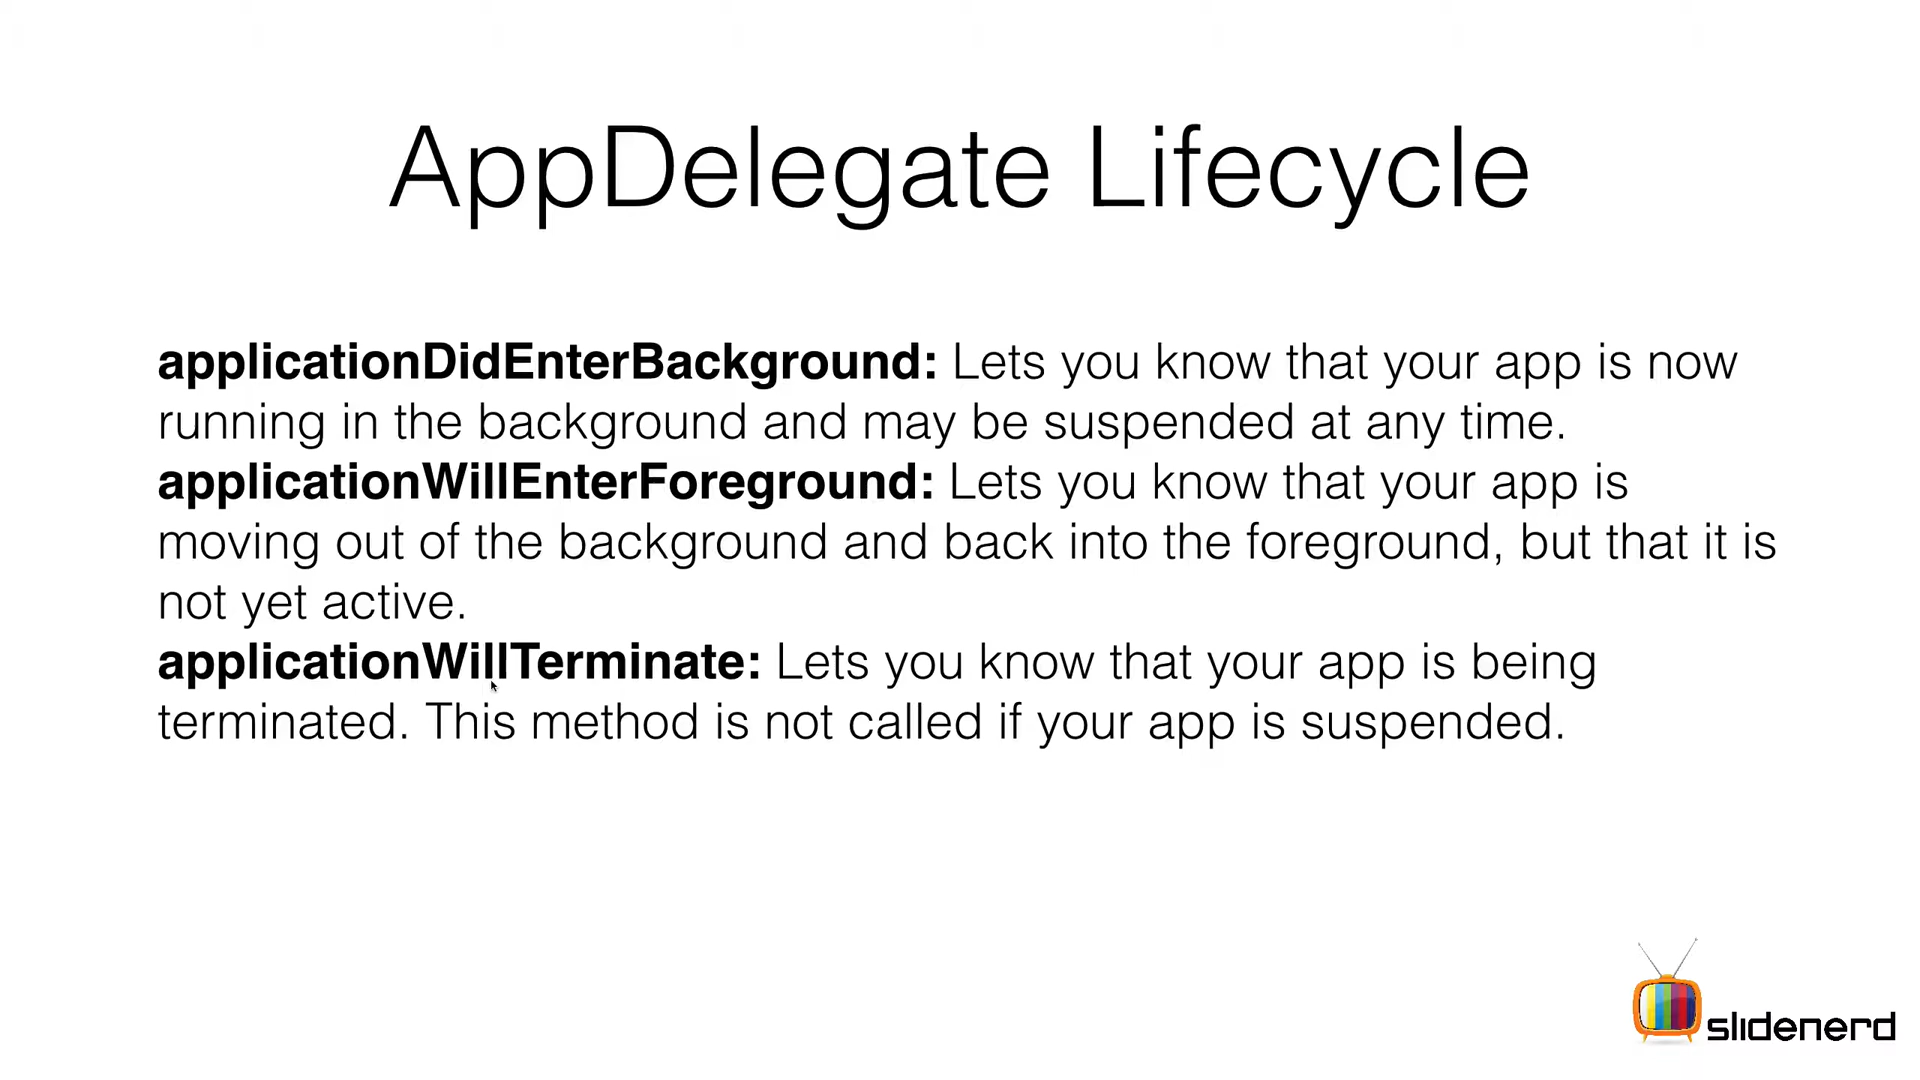 AppDelegate Lifecycle
applicationDidEnterBackground: Lets you know that your app is now
running in the background and may be suspended at any time.
applicationWillEnterForeground: Lets you know that your app is
moving out of the background and back into the foreground, but that it is
not yet active.
applicationWillTerminate: Lets you know that your app is being
terminated. This method is not called if your app is suspended.
slidenerd